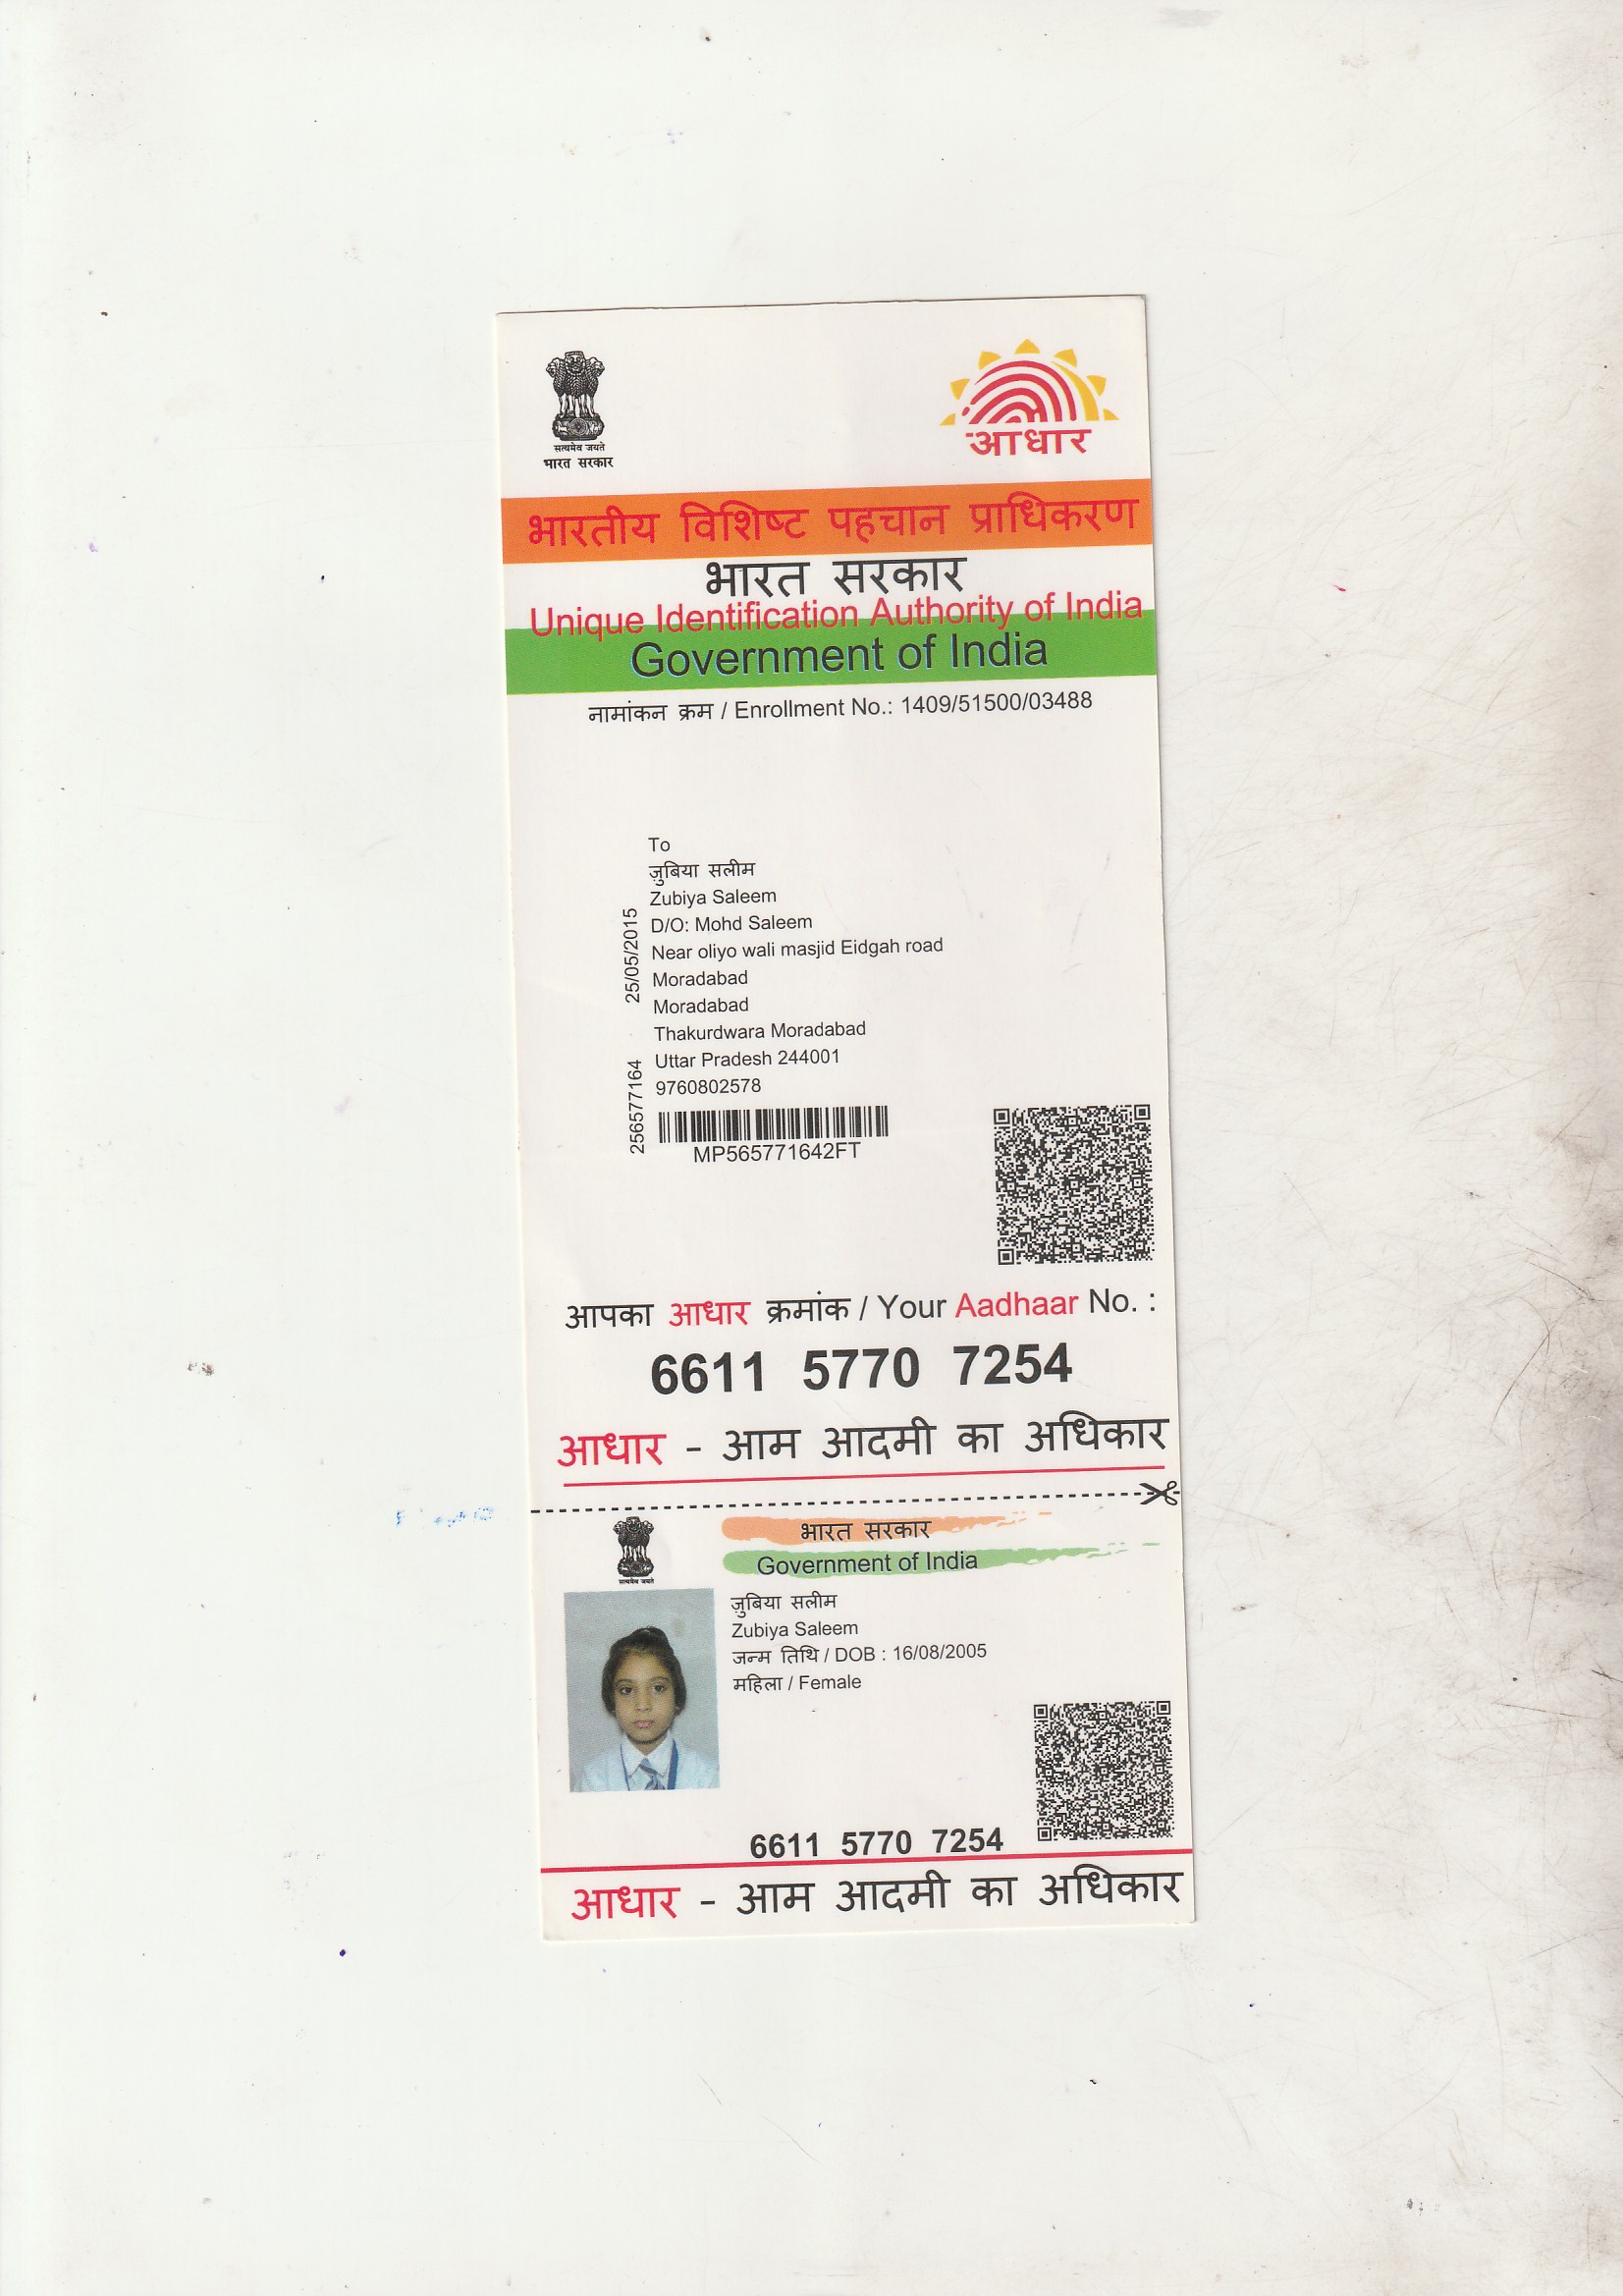 सत्यमेव जयते
भारत सरकार
आधार
भारतीय विशिष्ट पहचान प्राधिकरण
भारत सरकार
Unique Identification Authority of India
Government of India
नामांकन क्रम / Enrollment No.: 1409/51500/03488
To
ज़ुबिया सलीम
Zubiya Saleem
D/O: Mohd Saleem
Near oliyo wali masjid Eidgah road
Moradabad
Moradabad
Thakurdwara Moradabad
Uttar Pradesh 244001
9760802578
25/05/2015
256577164
MP565771642FT
आपका आधार क्रमांक / Your Aadhaar No. :
6611 5770 7254
आधार - आम आदमी का अधिकार
सत्यमेव जयते
भारत सरकार
Government of India
ज़ुबिया सलीम
Zubiya Saleem
जन्म तिथि / DOB : 16/08/2005
महिला / Female
6611 5770 7254
आधार - आम आदमी का अधिकार